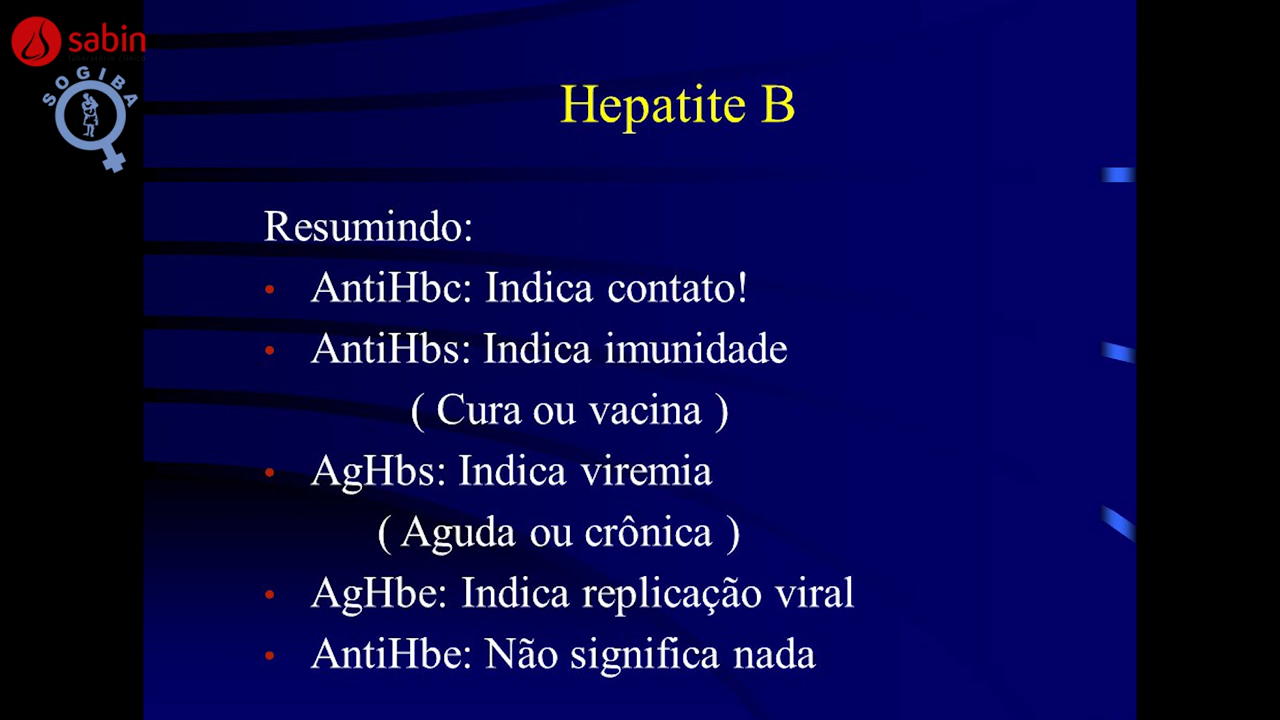 sabin
SOGIBA
Hepatite B
Resumindo:
• AntiHbc: Indica contato!
• AntiHbs: Indica imunidade
( Cura ou vacina )
• AgHbs: Indica viremia
( Aguda ou crônica )
• AgHbe: Indica replicação viral
• AntiHbe: Não significa nada